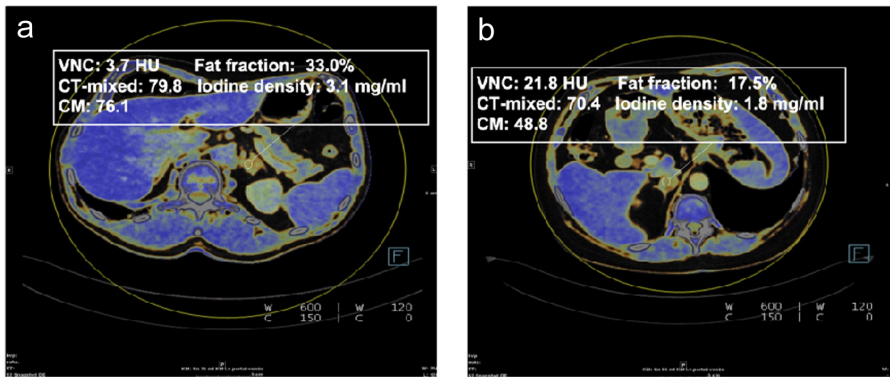 a
VNC: 3.7 HU Fat fraction: 33.0%
CT-mixed: 79.8 Iodine density: 3.1 mg/ml
CM: 76.1
F
W 600 | W 120
C 150 | C 0
P
b
VNC: 21.8 HU Fat fraction: 17.5%
CT-mixed: 70.4 Iodine density: 1.8 mg/ml
CM: 48.8
F
W 600 | W 120
C 150 | C 0
P